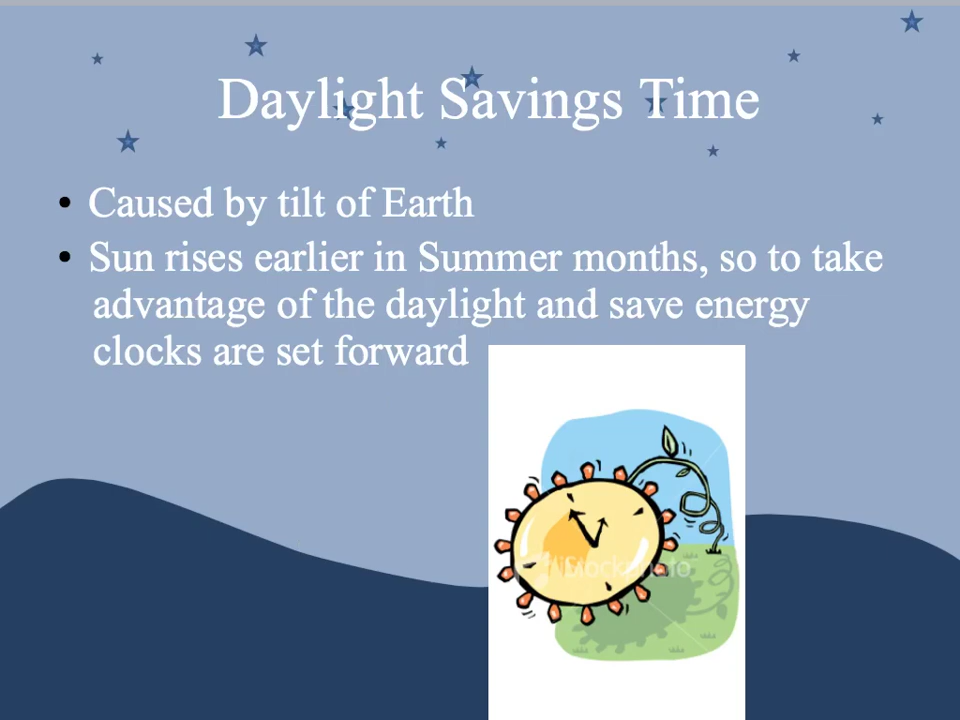 Daylight Savings Time
• Caused by tilt of Earth
• Sun rises earlier in Summer months, so to take
advantage of the daylight and save energy
clocks are set forward